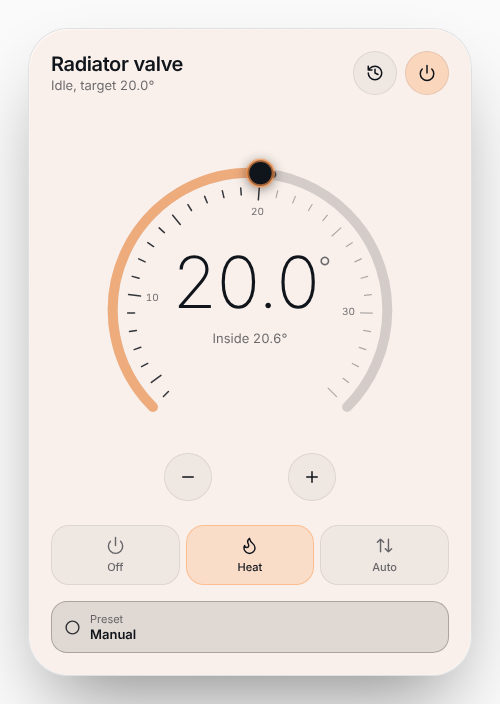 Radiator valve
Idle, target 20.0°
20
10
20.0°
30
Inside 20.6°
Off
Heat
Auto
Preset
Manual